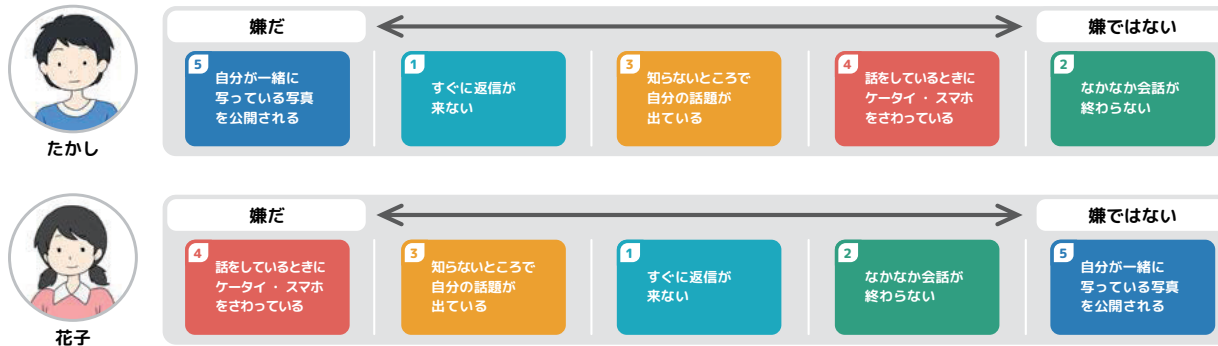 嫌だ
嫌ではない
5
自分が一緒に
写っている写真
を公開される
1
すぐに返信が
来ない
3
知らないところで
自分の話題が
出ている
4
話をしているときに
ケータイ ・ スマホ
をさわっている
2
なかなか会話が
終わらない
たかし
嫌だ
嫌ではない
4
話をしているときに
ケータイ ・ スマホ
をさわっている
3
知らないところで
自分の話題が
出ている
1
すぐに返信が
来ない
2
なかなか会話が
終わらない
5
自分が一緒に
写っている写真
を公開される
花子